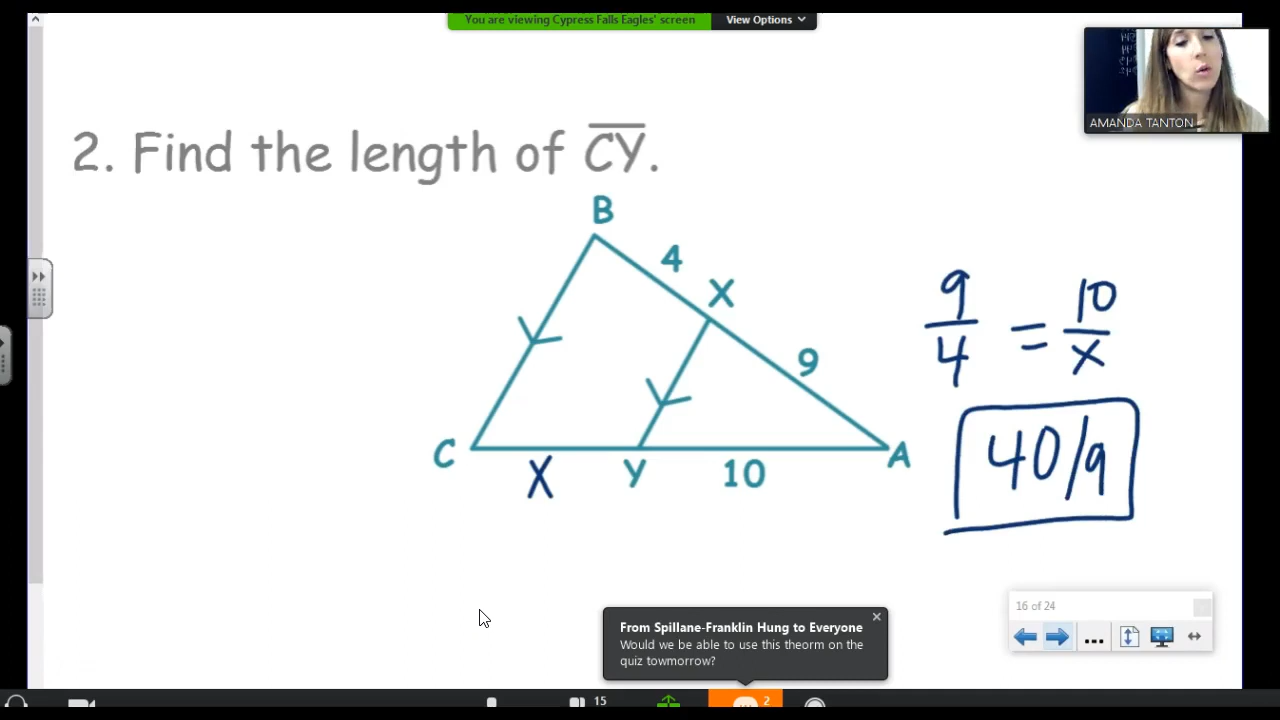 You are viewing Cypress Falls Eagles' screen
View Options
AMANDA TANTON
2. Find the length of CY.
B
4
X
9
C
X
Y
10
A
9/4 = 10/x
40/9
16 of 24
From Spillane-Franklin Hung to Everyone
Would we be able to use this theorm on the
quiz towmorrow?
15
2